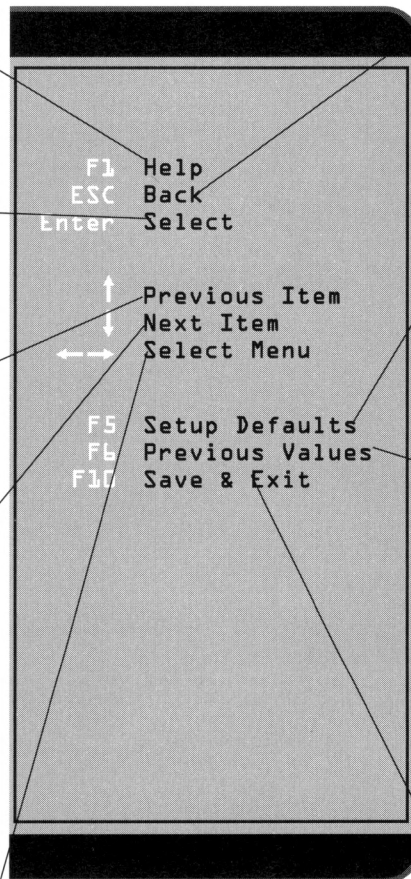 F1 Help
ESC Back
Enter Select
↑ Previous Item
↓ Next Item
←→ Select Menu
F5 Setup Defaults
F6 Previous Values
F10 Save & Exit